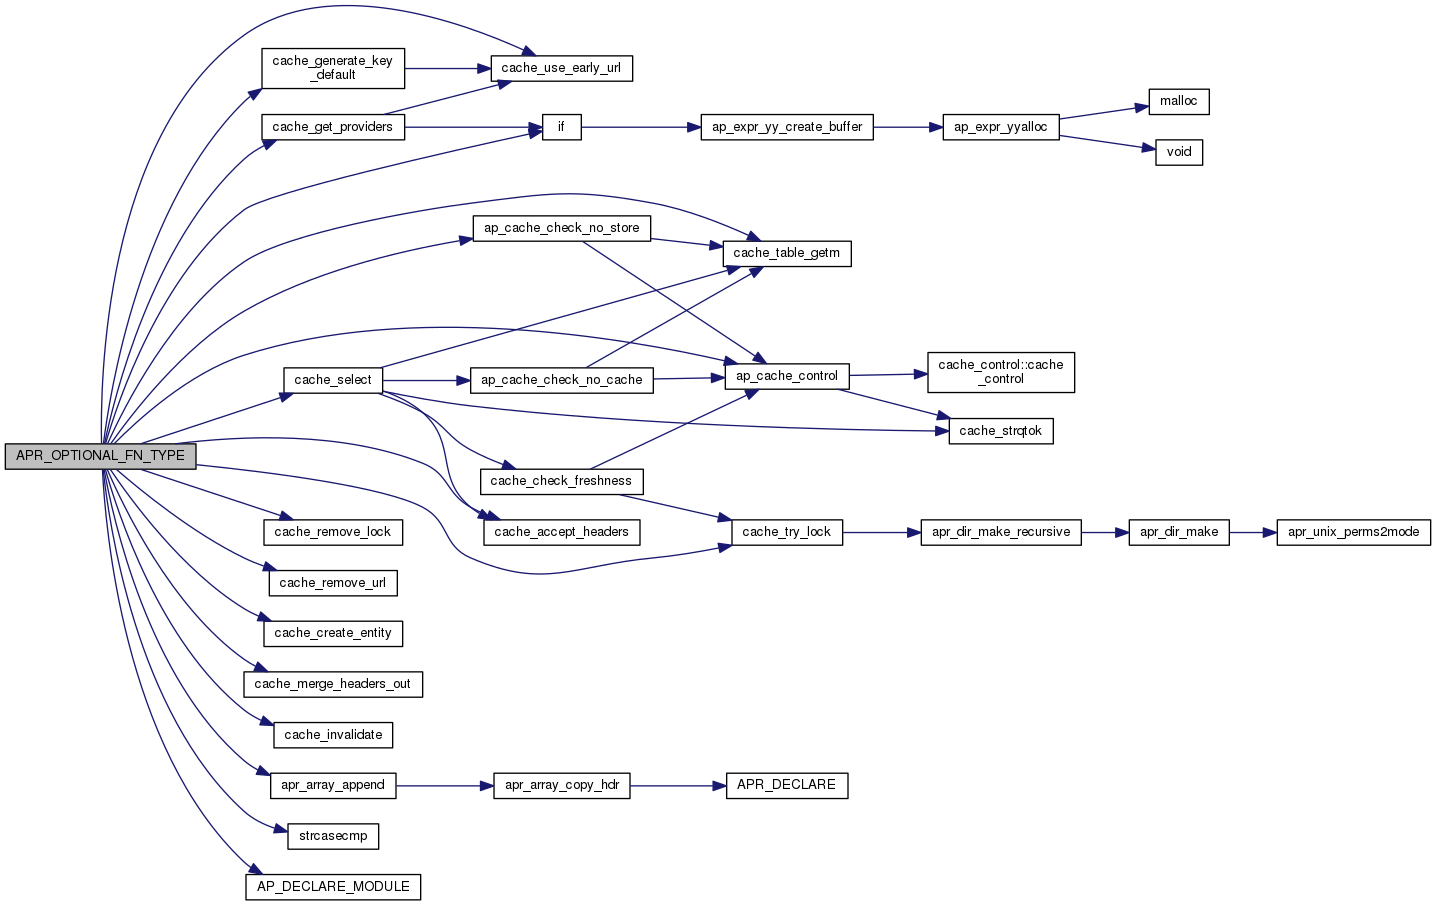 cache_generate_key
_default
cache_use_early_url
malloc
cache_get_providers
if
ap_expr_yy_create_buffer
ap_expr_yyalloc
void
ap_cache_check_no_store
cache_table_getm
cache_select
ap_cache_check_no_cache
ap_cache_control
cache_control::cache
_control
cache_strqtok
APR_OPTIONAL_FN_TYPE
cache_check_freshness
cache_remove_lock
cache_accept_headers
cache_try_lock
apr_dir_make_recursive
apr_dir_make
apr_unix_perms2mode
cache_remove_url
cache_create_entity
cache_merge_headers_out
cache_invalidate
apr_array_append
apr_array_copy_hdr
APR_DECLARE
strcasecmp
AP_DECLARE_MODULE